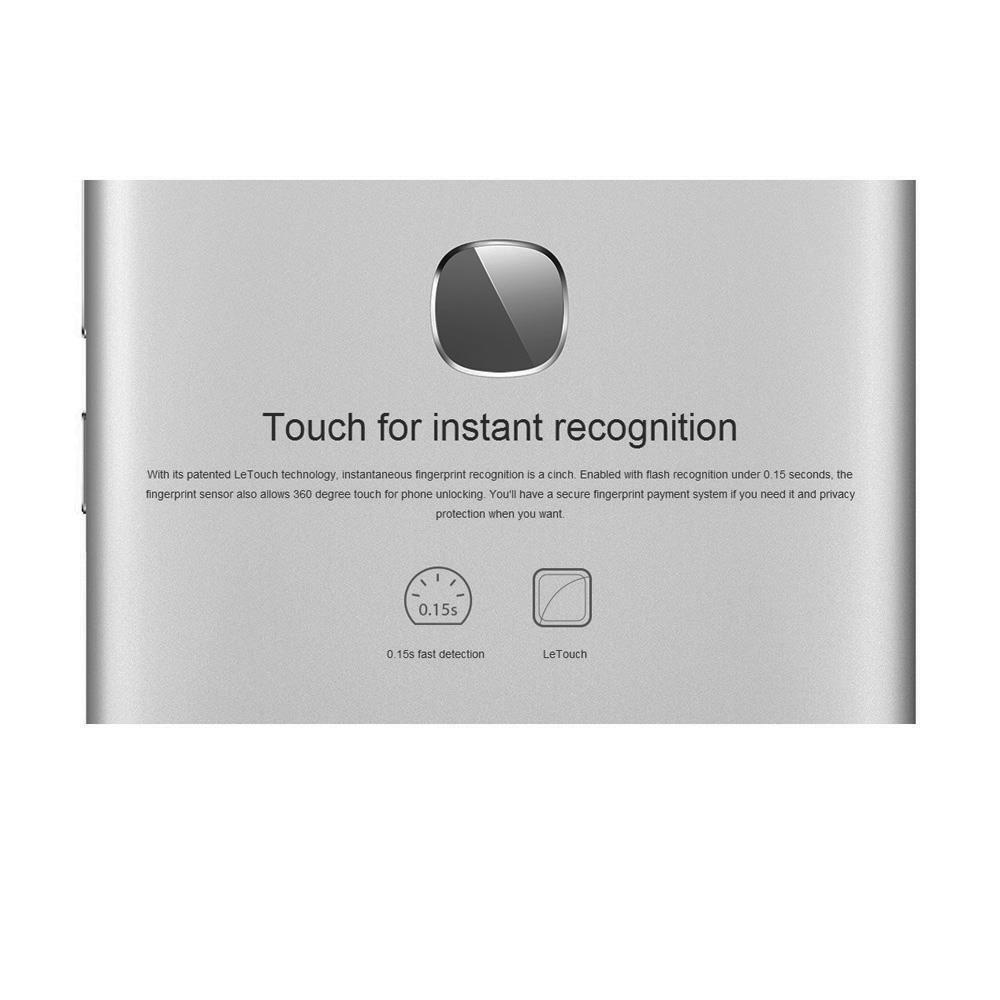 Touch for instant recognition
With its patented LeTouch technology, instantaneous fingerprint recognition is a cinch. Enabled with flash recognition under 0.15 seconds, the
fingerprint sensor also allows 360 degree touch for phone unlocking. You'll have a secure fingerprint payment system if you need it and privacy
protection when you want.
0.15s
0.15s fast detection
LeTouch